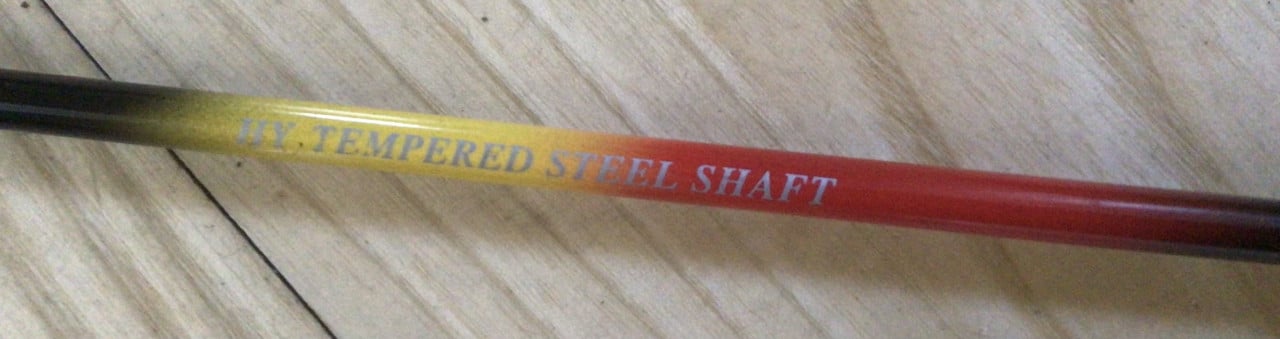 HY. TEMPERED STEEL SHAFT